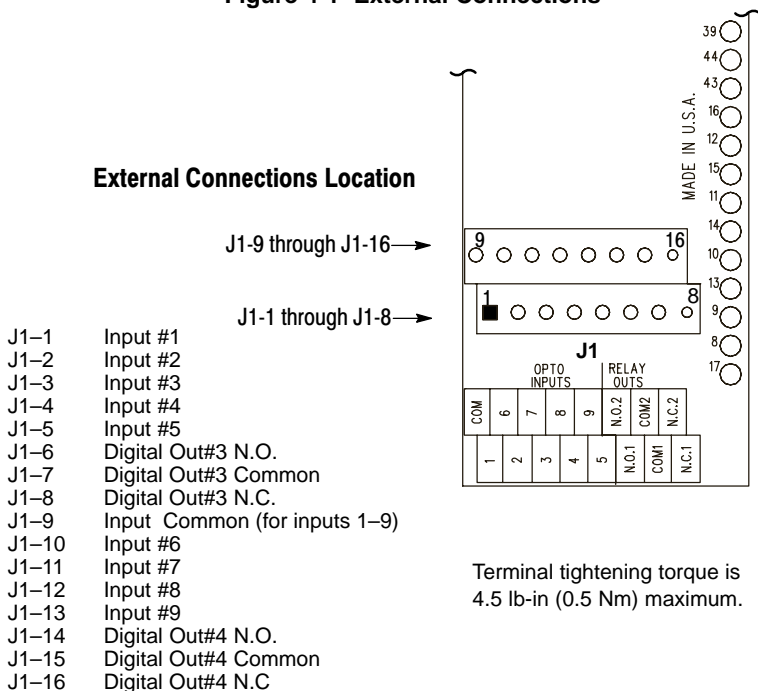 External Connections Location
J1-9 through J1-16
J1-1 through J1-8
J1–1 Input #1
J1–2 Input #2
J1–3 Input #3
J1–4 Input #4
J1–5 Input #5
J1–6 Digital Out#3 N.O.
J1–7 Digital Out#3 Common
J1–8 Digital Out#3 N.C.
J1–9 Input Common (for inputs 1–9)
J1–10 Input #6
J1–11 Input #7
J1–12 Input #8
J1–13 Input #9
J1–14 Digital Out#4 N.O.
J1–15 Digital Out#4 Common
J1–16 Digital Out#4 N.C
39
44
43
16
12
15
11
14
10
13
9
8
17
MADE IN U.S.A.
9 16
1 8
J1
OPTO INPUTS
RELAY OUTS
COM 6 7 8 9 N.O.2 COM2 N.C.2
1 2 3 4 5 N.O.1 COM1 N.C.1
Terminal tightening torque is
4.5 lb-in (0.5 Nm) maximum.